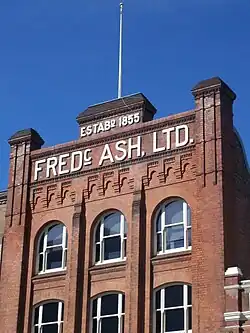 ESTABD 1855
FREDC ASH, LTD.